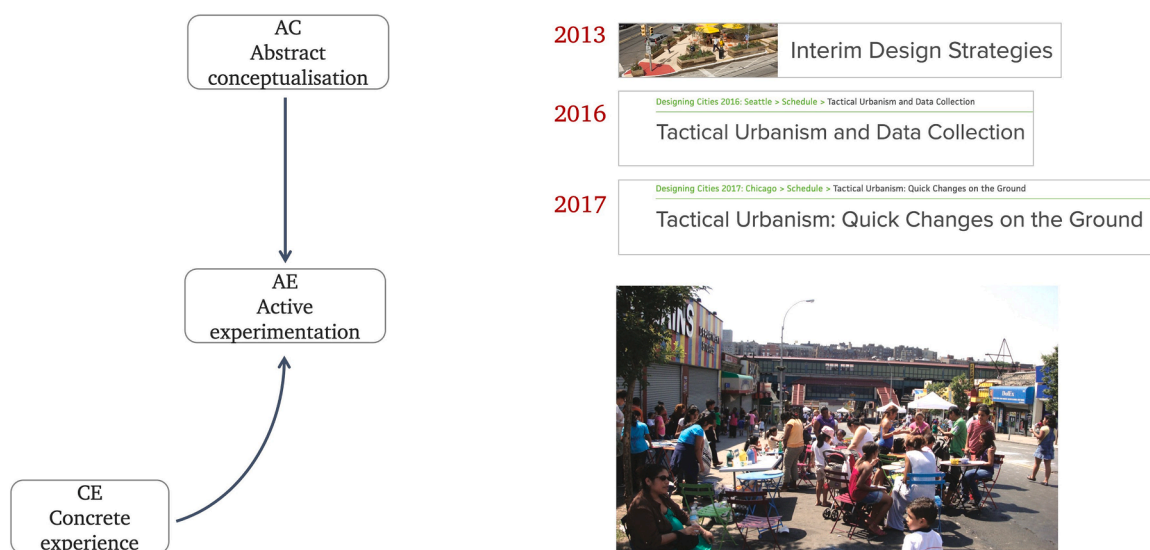 AC
Abstract
conceptualisation
AE
Active
experimentation
CE
Concrete
experience
2013
Interim Design Strategies
2016
Designing Cities 2016: Seattle > Schedule > Tactical Urbanism and Data Collection
Tactical Urbanism and Data Collection
2017
Designing Cities 2017: Chicago > Schedule > Tactical Urbanism: Quick Changes on the Ground
Tactical Urbanism: Quick Changes on the Ground